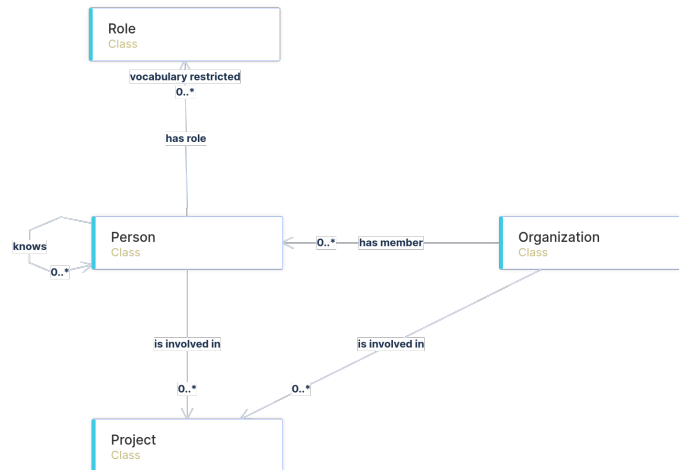 Role
Class
vocabulary restricted
0..*
has role
Person
Class
knows
0..*
0..*
has member
Organization
Class
is involved in
is involved in
0..*
0..*
Project
Class